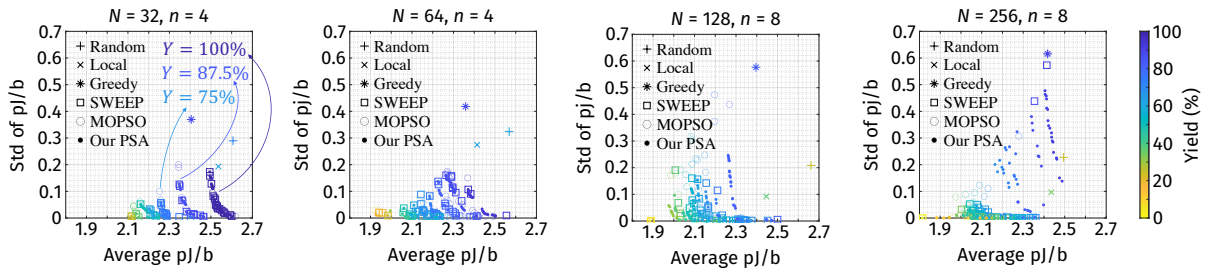 N = 32, n = 4
0.7
0.6
0.5
0.4
0.3
0.2
0.1
0
Std of pJ/b
Random
Local
Greedy
SWEEP
MOPSO
Our PSA
Y = 100%
Y = 87.5%
Y = 75%
1.9 2.1 2.3 2.5 2.7
Average pJ/b
N = 64, n = 4
0.7
0.6
0.5
0.4
0.3
0.2
0.1
0
Std of pj/b
Random
Local
Greedy
SWEEP
MOPSO
Our PSA
1.9 2.1 2.3 2.5 2.7
Average pJ/b
N = 128, n = 8
0.7
0.6
0.5
0.4
0.3
0.2
0.1
0
Std of pj/b
Random
Local
Greedy
SWEEP
MOPSO
Our PSA
1.9 2.1 2.3 2.5 2.7
Average pJ/b
N = 256, n = 8
0.7
0.6
0.5
0.4
0.3
0.2
0.1
0
Std of pj/b
Random
Local
Greedy
SWEEP
MOPSO
Our PSA
1.9 2.1 2.3 2.5 2.7
Average pJ/b
100
80
60
40
20
0
Yield (%)